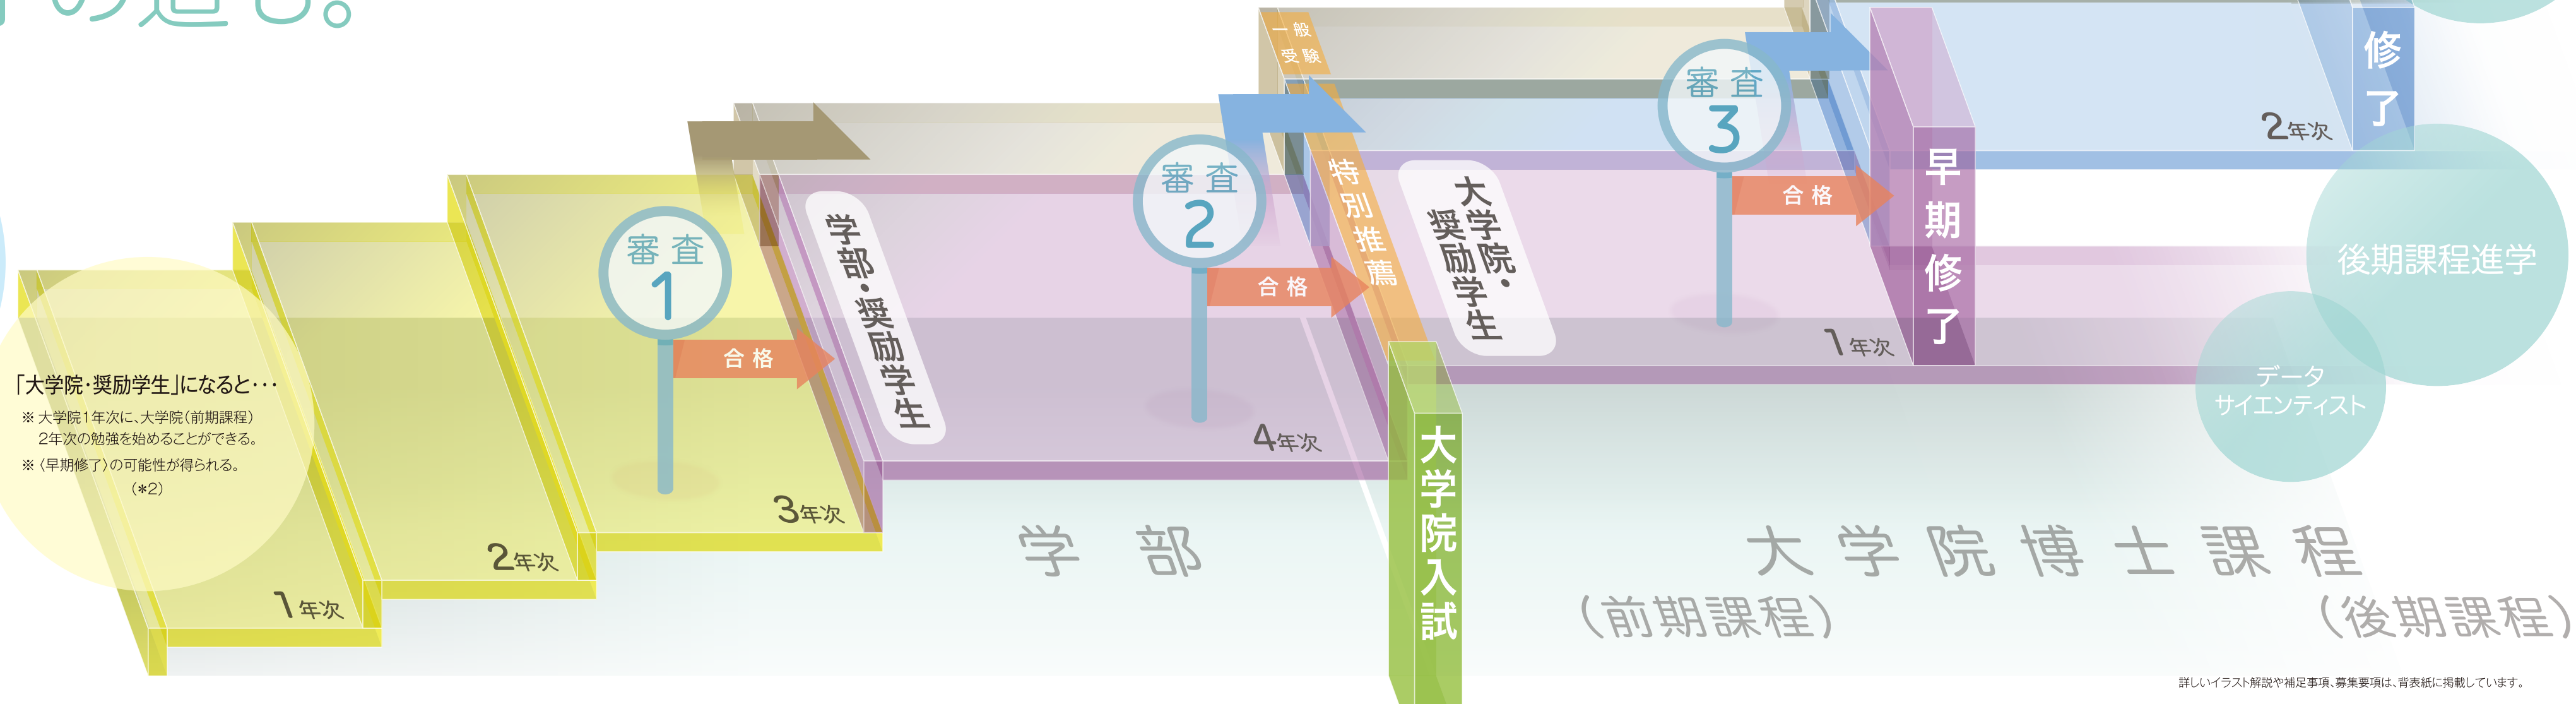 の道も。
一般
受験
審査
3
修
了
2年次
審査
2
特別推薦
大学院・
奨励学生
合格
早期修了
審査
1
学部・奨励学生
合格
後期課程進学
1年次
合格
データ
サイエンティスト
「大学院・奨励学生」になると・・・
※ 大学院1年次に、大学院(前期課程)
2年次の勉強を始めることができる。
※〈早期修了〉の可能性が得られる。
(*2)
4年次
大学院入試
3年次
2年次
1年次
学部
大学院博士課程
(前期課程)
(後期課程)
詳しいイラスト解説や補足事項、募集要項は、背表紙に掲載しています。